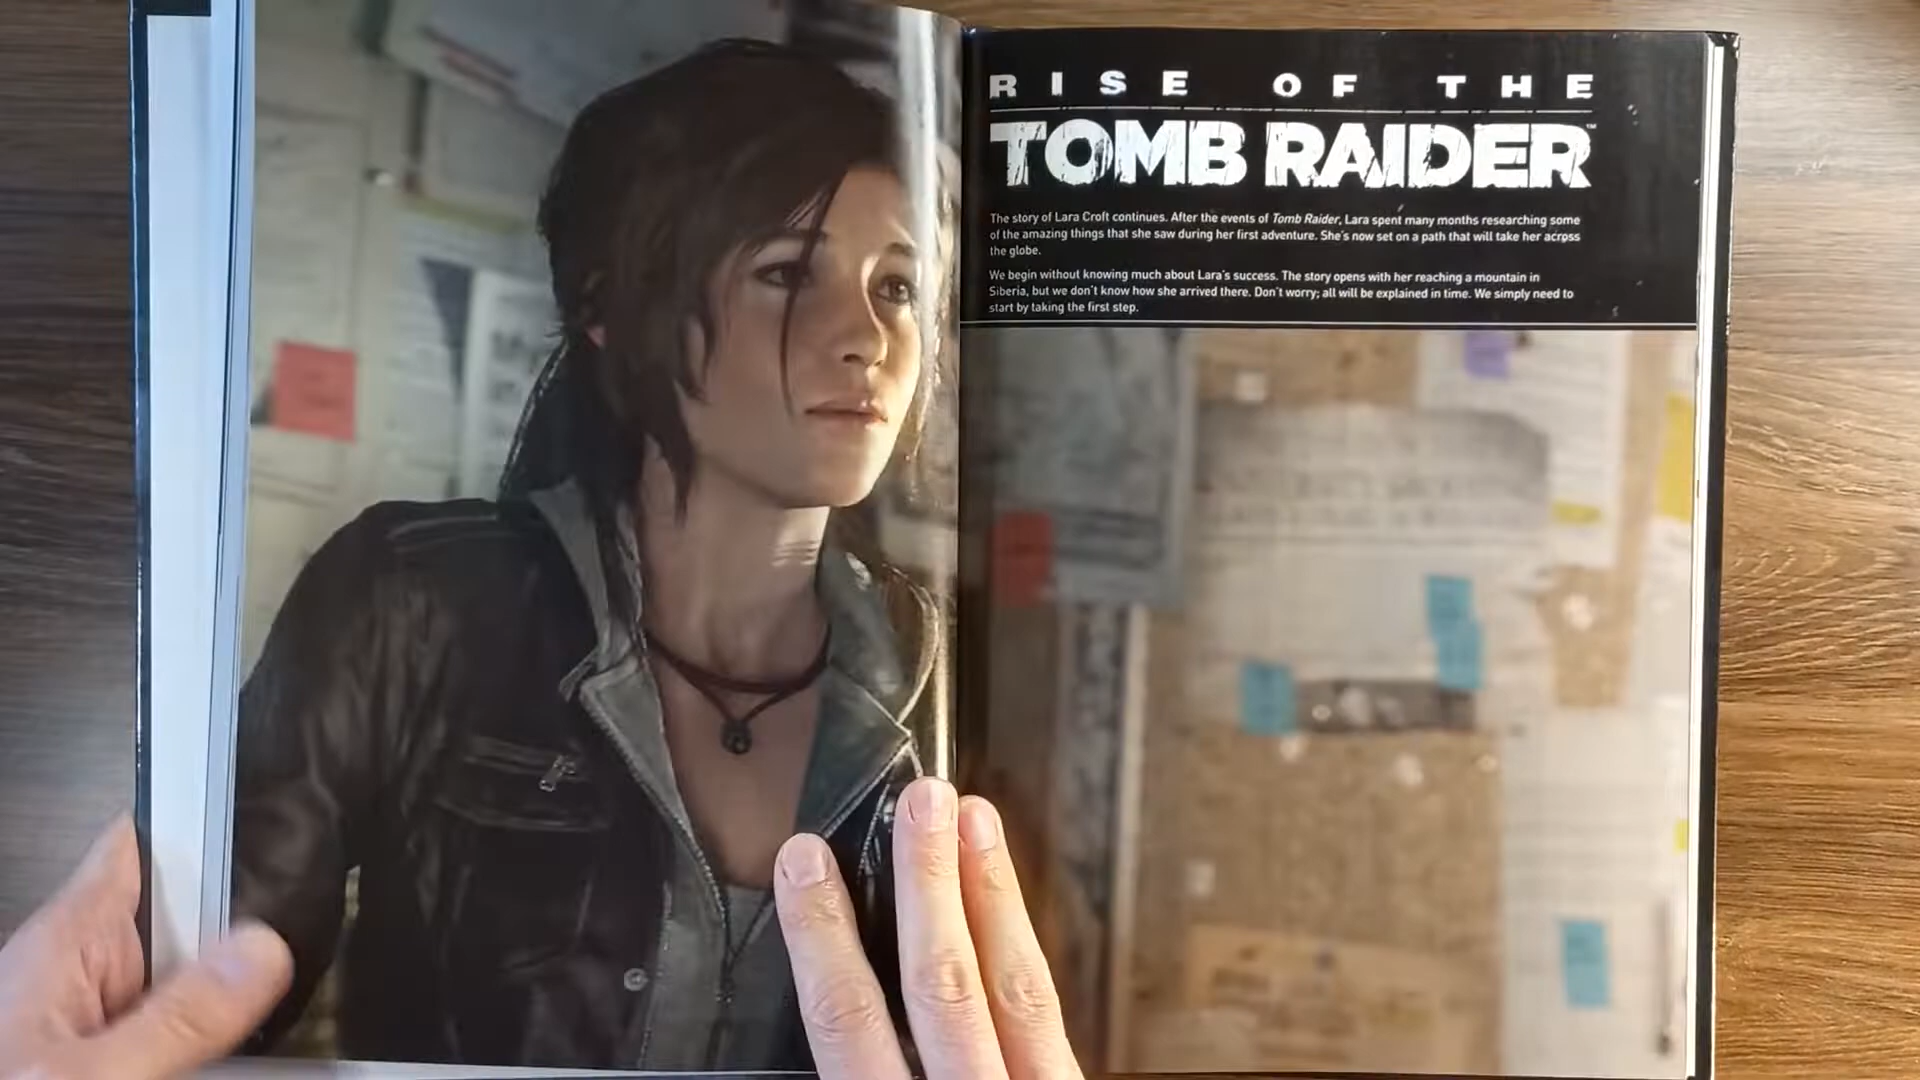 RISE OF THE
TOMB RAIDER™
The story of Lara Croft continues. After the events of Tomb Raider, Lara spent many months researching some
of the amazing things that she saw during her first adventure. She's now set on a path that will take her across
the globe.
We begin without knowing much about Lara's success. The story opens with her reaching a mountain in
Siberia, but we don't know how she arrived there. Don't worry; all will be explained in time. We simply need to
start by taking the first step.